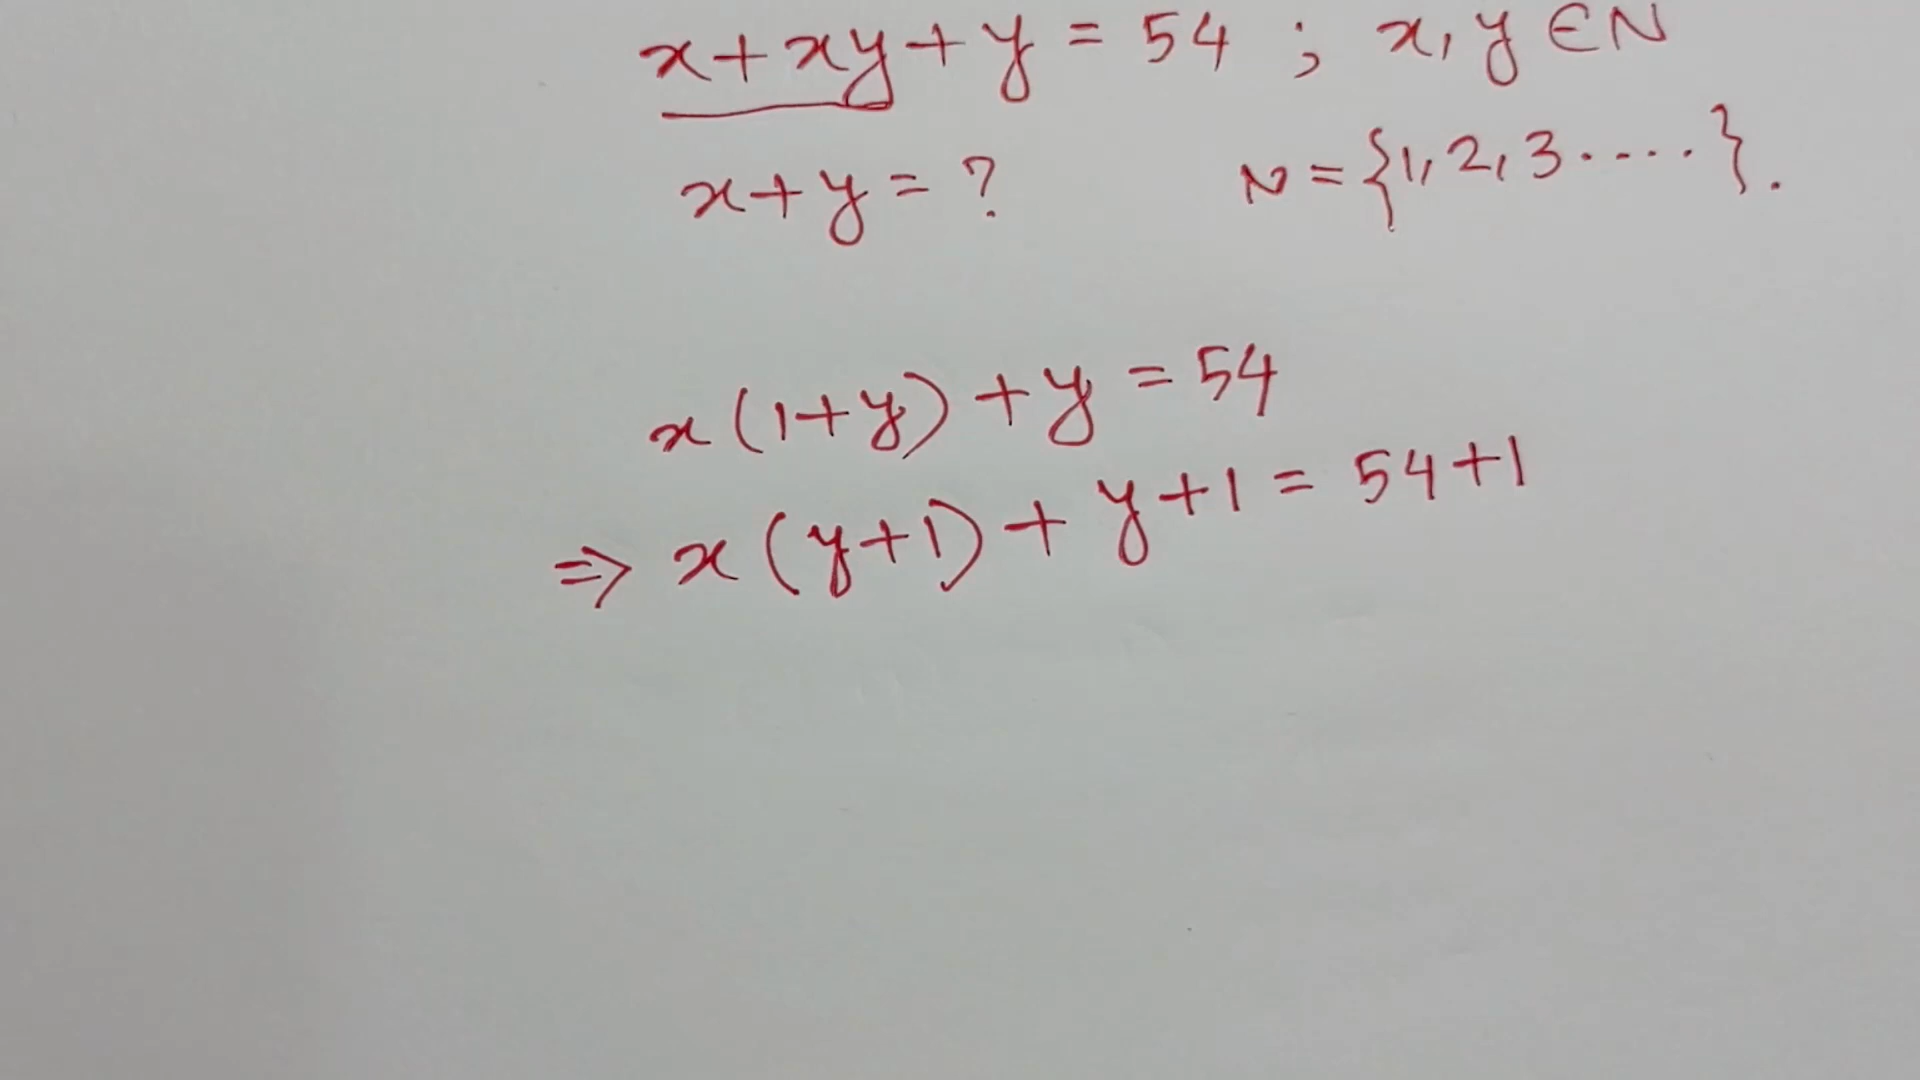 x+xy+y = 54 ; x, y ∈ N
x+y = ? N = {1, 2, 3 ..... }.
x(1+y) + y = 54
⇒ x(y+1) + y+1 = 54+1